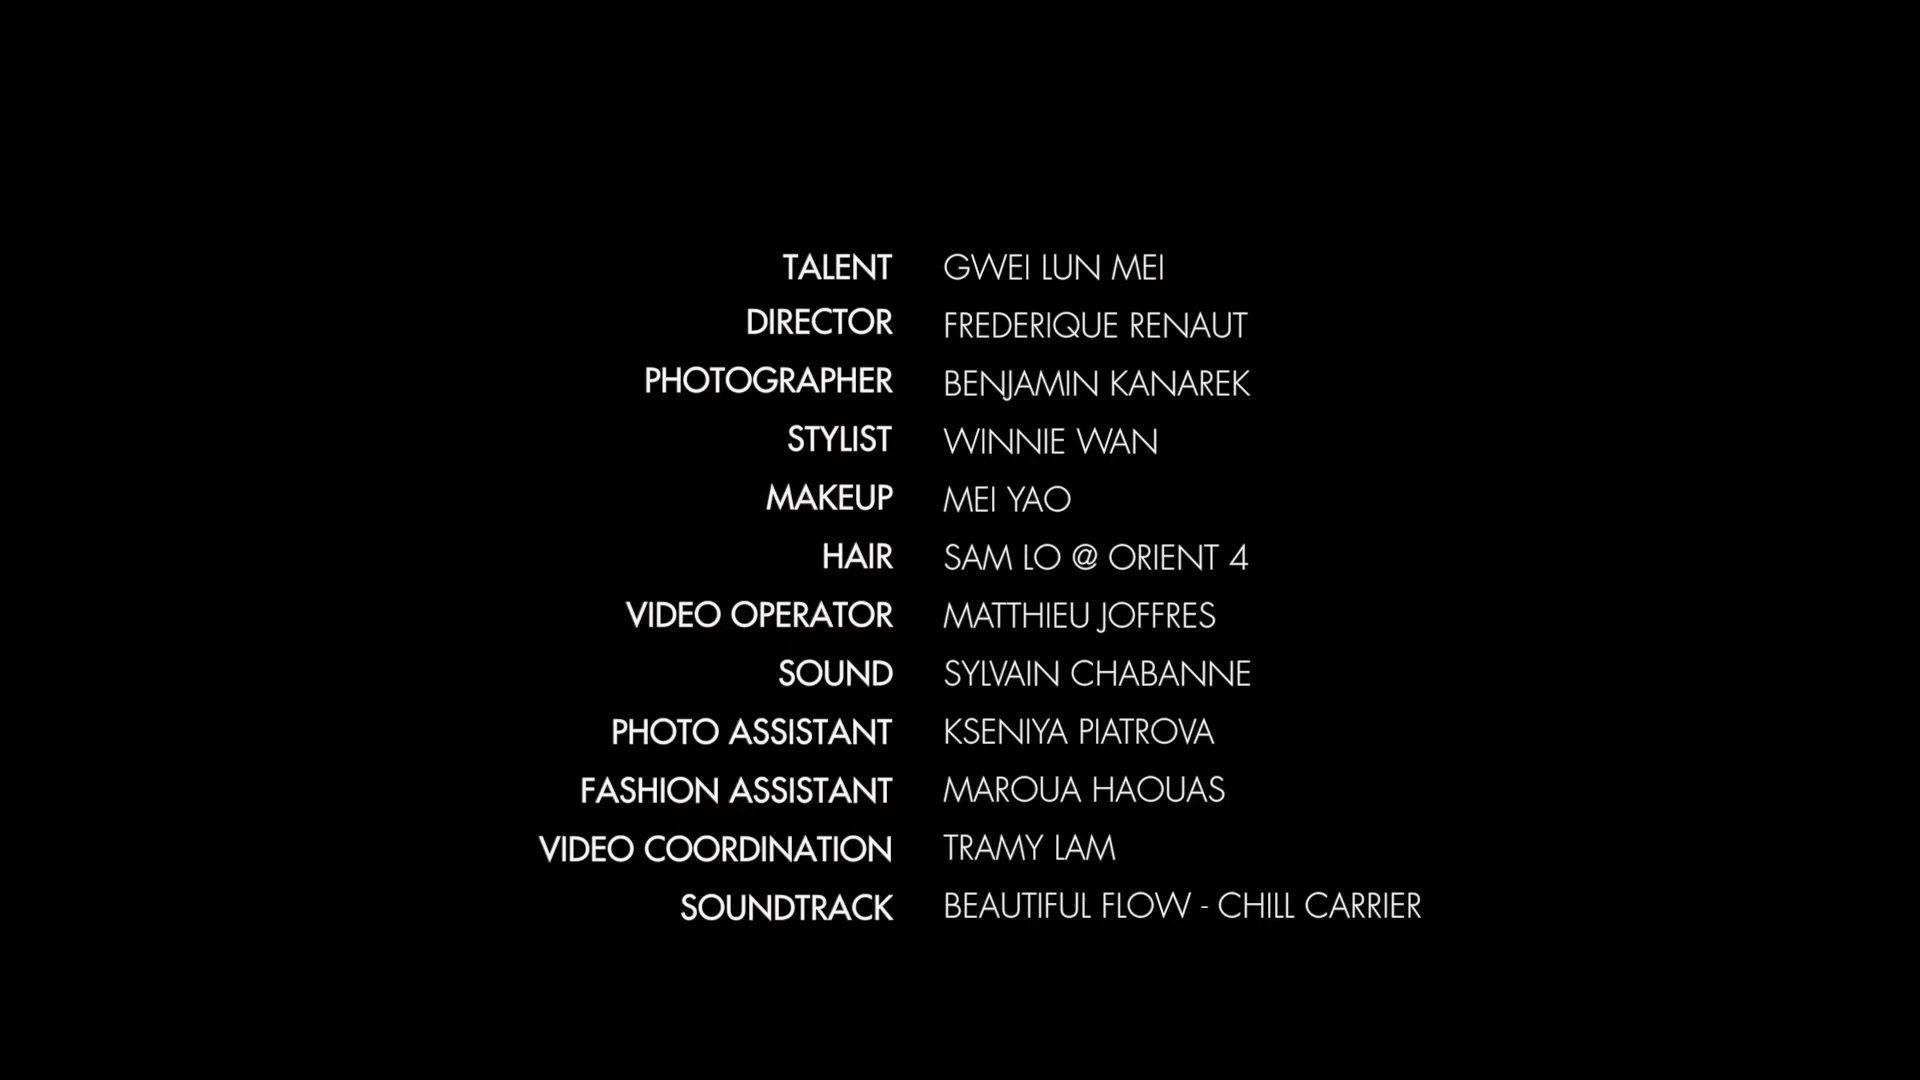 TALENT GWEI LUN MEI
DIRECTOR FREDERIQUE RENAUT
PHOTOGRAPHER BENJAMIN KANAREK
STYLIST WINNIE WAN
MAKEUP MEI YAO
HAIR SAM LO @ ORIENT 4
VIDEO OPERATOR MATTHIEU JOFFRES
SOUND SYLVAIN CHABANNE
PHOTO ASSISTANT KSENIYA PIATROVA
FASHION ASSISTANT MAROUA HAOUAS
VIDEO COORDINATION TRAMY LAM
SOUNDTRACK BEAUTIFUL FLOW - CHILL CARRIER